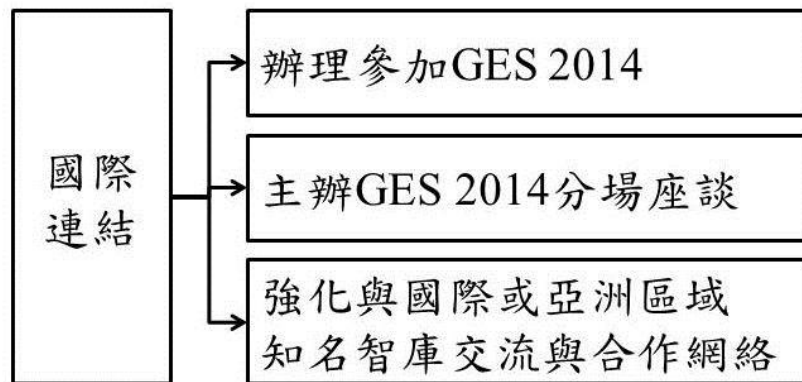 國際
連結
辦理參加GES 2014
主辦GES 2014分場座談
強化與國際或亞洲區域
知名智庫交流與合作網絡